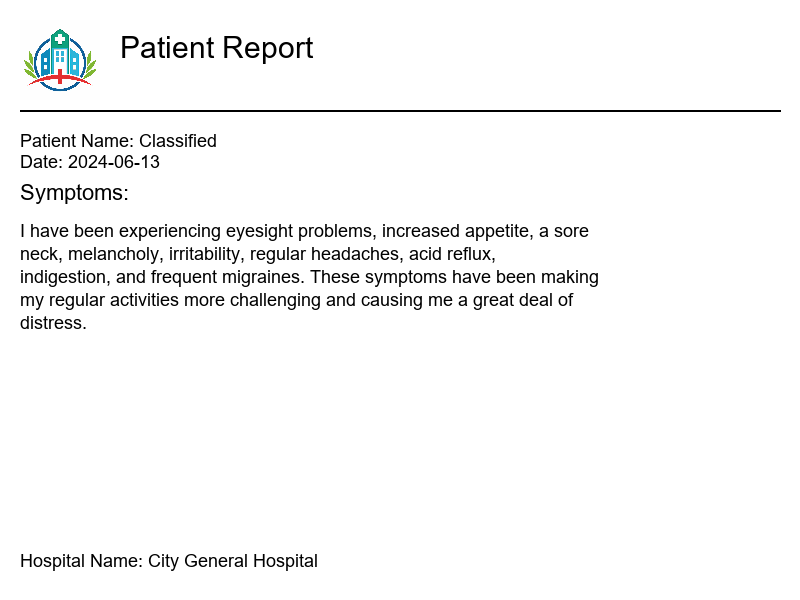 Patient Report
Patient Name: Classified
Date: 2024-06-13
Symptoms:
I have been experiencing eyesight problems, increased appetite, a sore
neck, melancholy, irritability, regular headaches, acid reflux,
indigestion, and frequent migraines. These symptoms have been making
my regular activities more challenging and causing me a great deal of
distress.
Hospital Name: City General Hospital